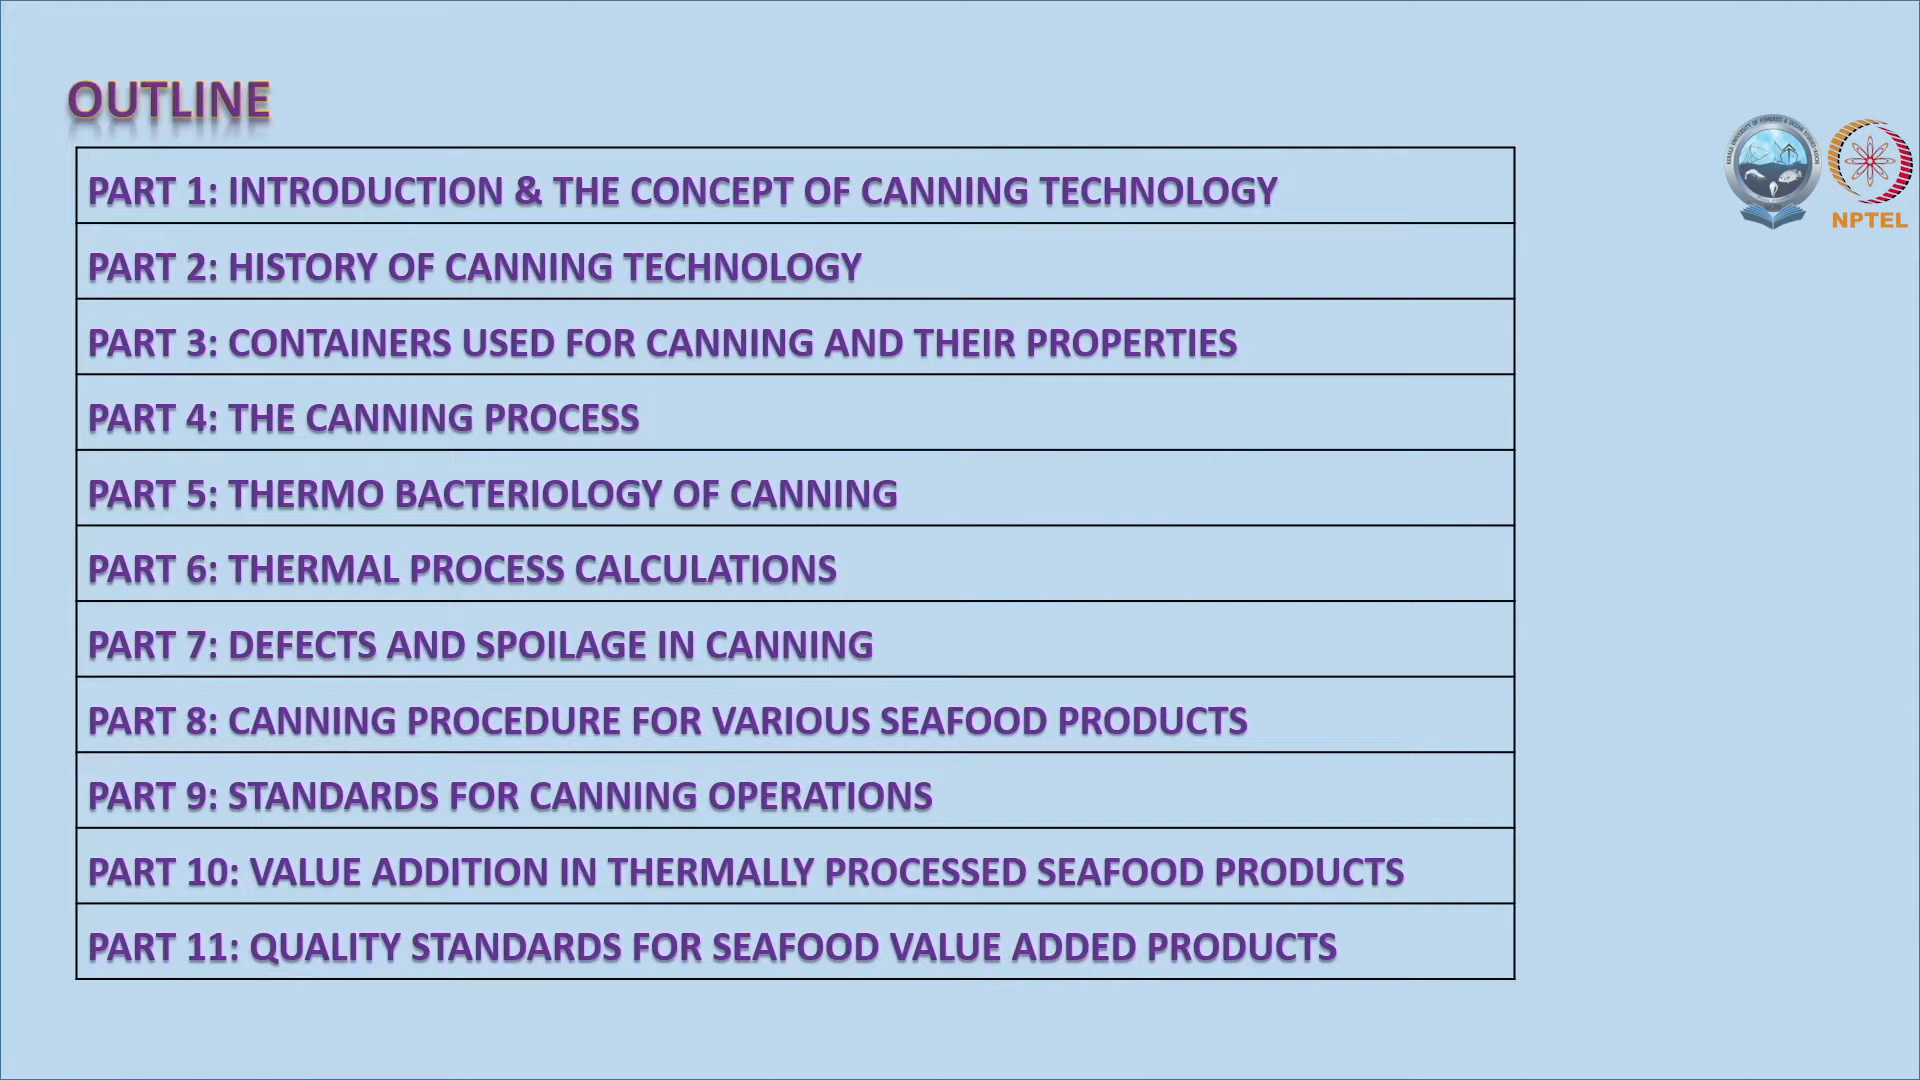 OUTLINE
PART 1: INTRODUCTION & THE CONCEPT OF CANNING TECHNOLOGY
PART 2: HISTORY OF CANNING TECHNOLOGY
PART 3: CONTAINERS USED FOR CANNING AND THEIR PROPERTIES
PART 4: THE CANNING PROCESS
PART 5: THERMO BACTERIOLOGY OF CANNING
PART 6: THERMAL PROCESS CALCULATIONS
PART 7: DEFECTS AND SPOILAGE IN CANNING
PART 8: CANNING PROCEDURE FOR VARIOUS SEAFOOD PRODUCTS
PART 9: STANDARDS FOR CANNING OPERATIONS
PART 10: VALUE ADDITION IN THERMALLY PROCESSED SEAFOOD PRODUCTS
PART 11: QUALITY STANDARDS FOR SEAFOOD VALUE ADDED PRODUCTS
NPTEL